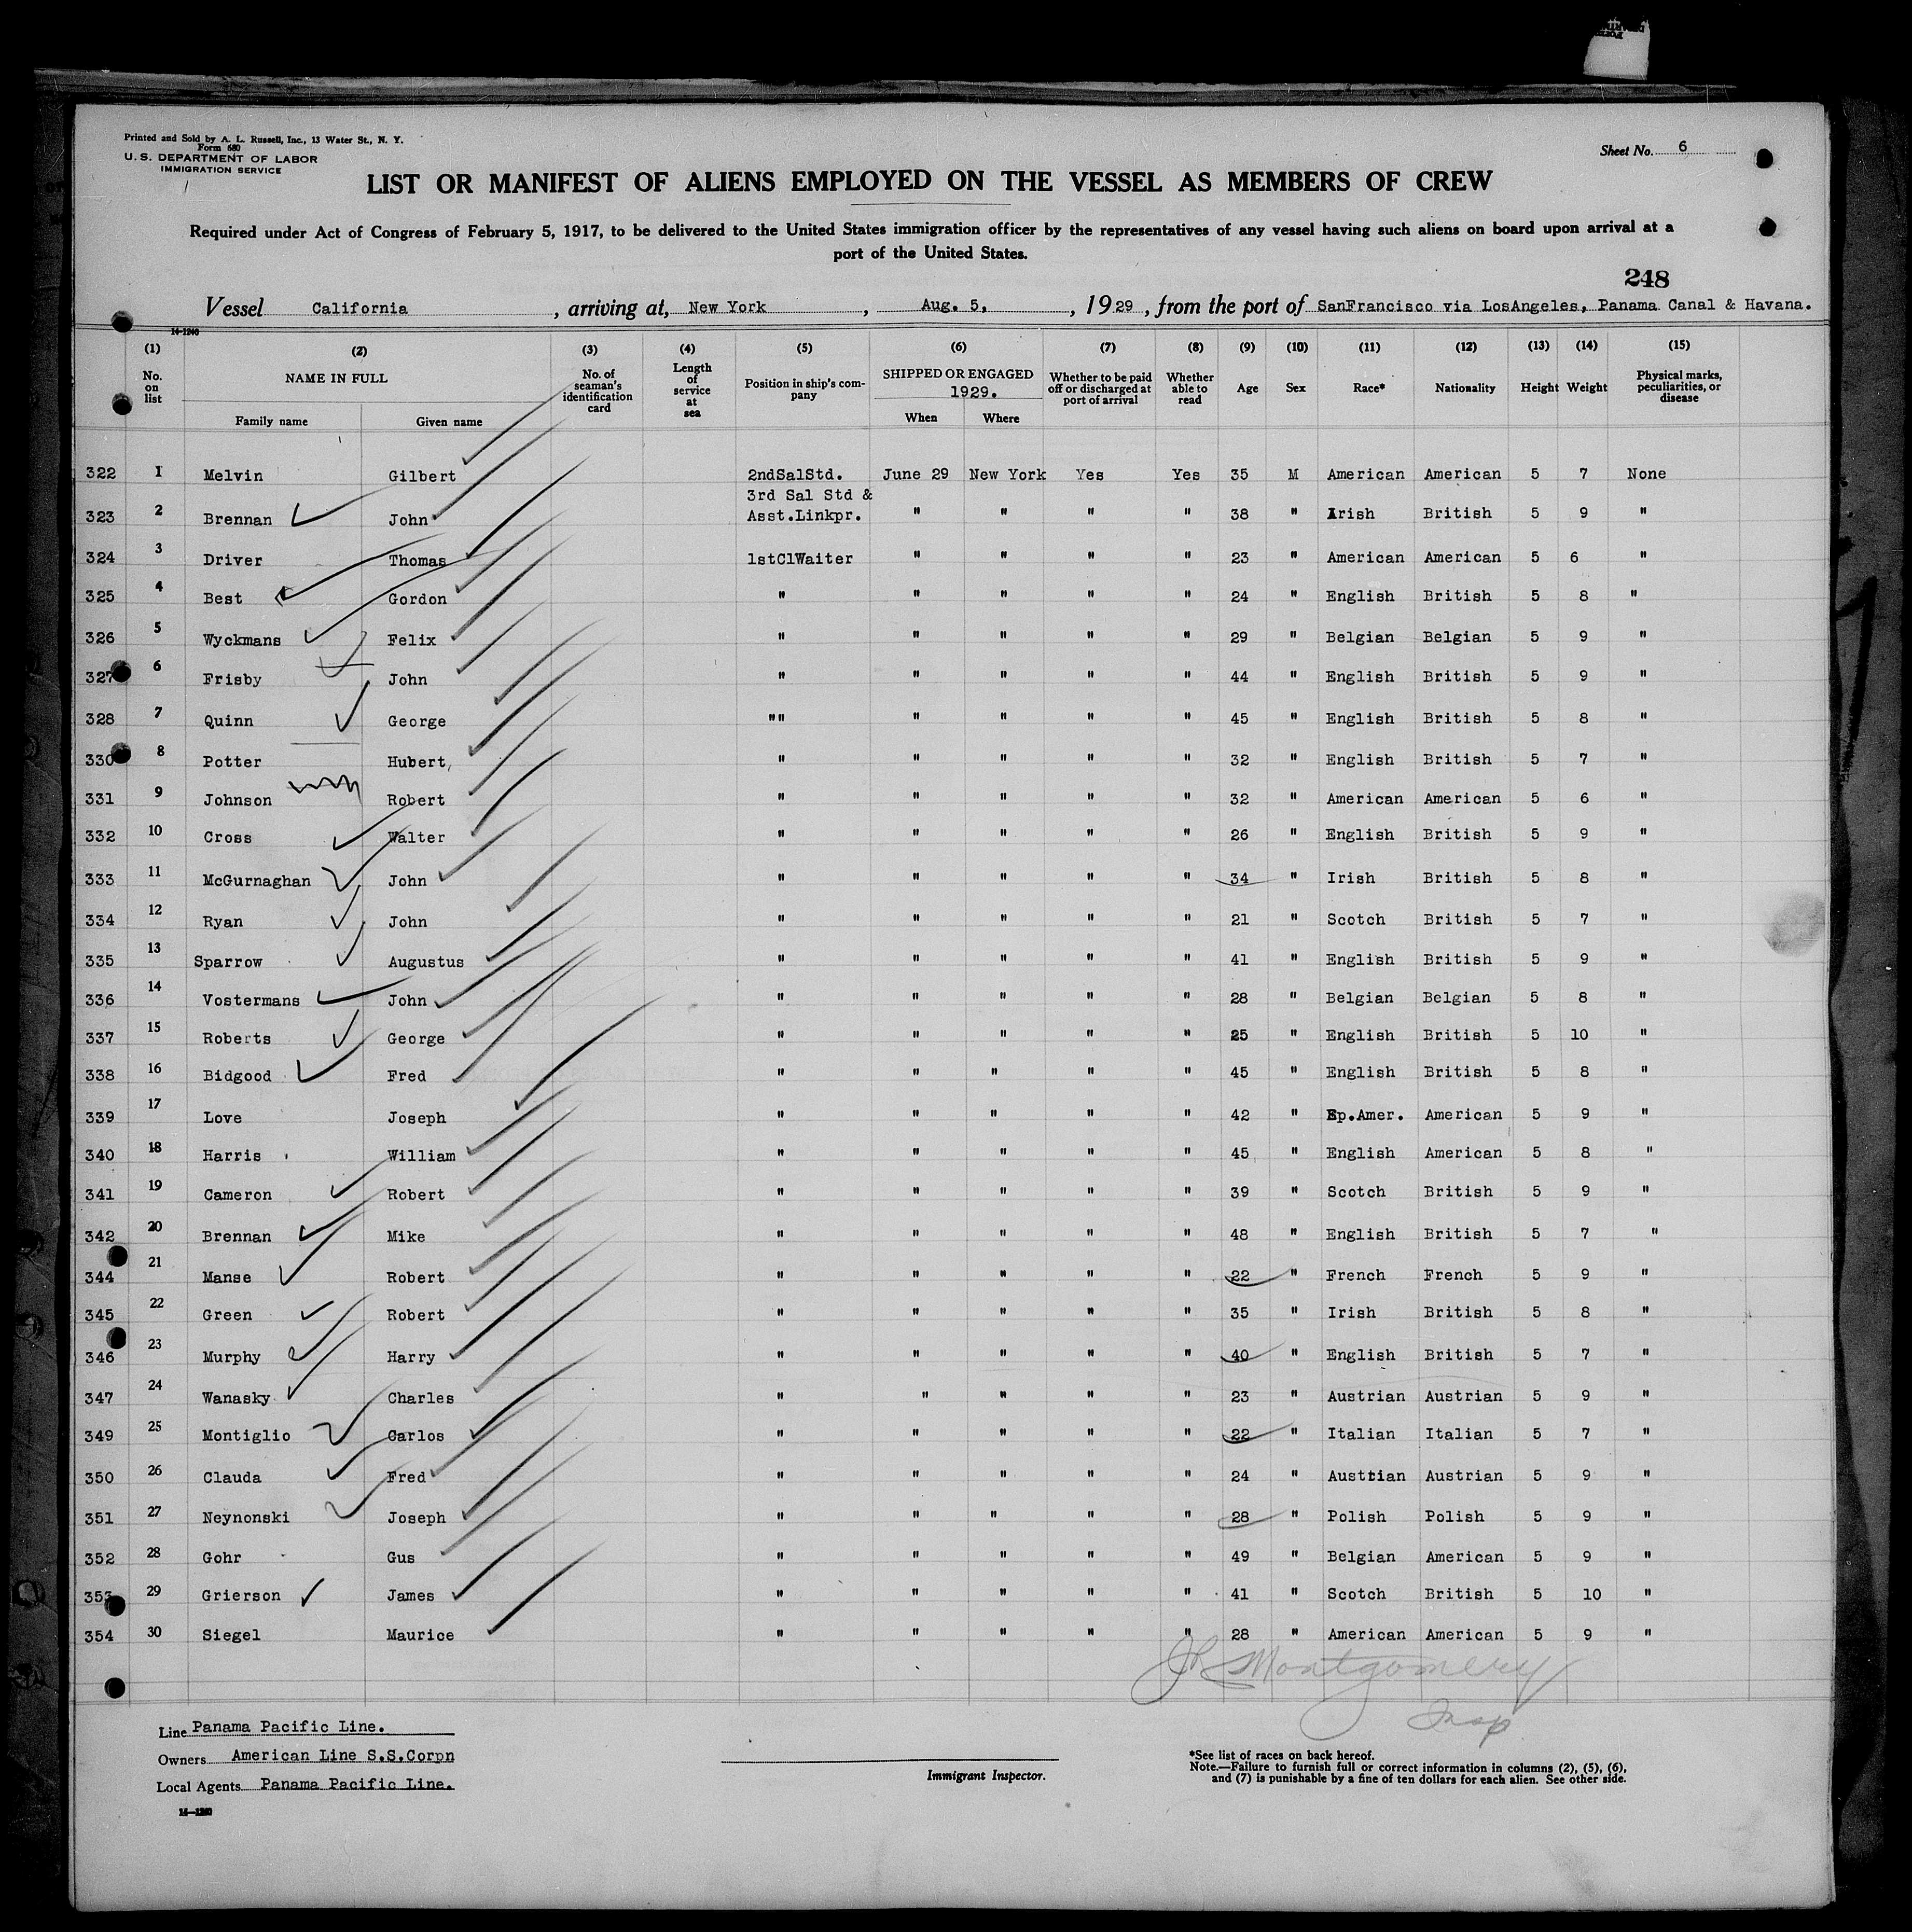 Printed and Sold by A. L. Russell, Inc., 13 Water St., N. Y.
Form 680
U. S. DEPARTMENT OF LABOR
IMMIGRATION SERVICE
Sheet No. 6
LIST OR MANIFEST OF ALIENS EMPLOYED ON THE VESSEL AS MEMBERS OF CREW
Required under Act of Congress of February 5, 1917, to be delivered to the United States immigration officer by the representatives of any vessel having such aliens on board upon arrival at a
port of the United States.
248
Vessel California, arriving at, New York, Aug. 5, , 1929, from the port of SanFrancisco via LosAngeles, Panama Canal & Havana.
14-1240
(1) (2) (3) (4) (5) (6) (7) (8) (9) (10) (11) (12) (13) (14) (15)
No. on list
NAME IN FULL
Family name
Given name
No. of seaman's identification card
Length of service at sea
Position in ship's company
SHIPPED OR ENGAGED
1929.
When
Where
Whether to be paid off or discharged at port of arrival
Whether able to read
Age
Sex
Race*
Nationality
Height
Weight
Physical marks, peculiarities, or disease
322 1 Melvin Gilbert 2ndSalStd. June 29 New York Yes Yes 35 M American American 5 7 None
3rd Sal Std &
323 2 Brennan John Asst.Linkpr. " " " " 38 " Irish British 5 9 "
324 3 Driver Thomas 1stClWaiter " " " " 23 " American American 5 6 "
325 4 Best Gordon " " " " " 24 " English British 5 8 "
326 5 Wyckmans Felix " " " " " 29 " Belgian Belgian 5 9 "
327 6 Frisby John " " " " " 44 " English British 5 9 "
328 7 Quinn George "" " " " " 45 " English British 5 8 "
330 8 Potter Hubert, " " " " " 32 " English British 5 7 "
331 9 Johnson Robert " " " " " 32 " American American 5 6 "
332 10 Cross Walter " " " " " 26 " English British 5 9 "
333 11 McGurnaghan John " " " " " 34 " Irish British 5 8 "
334 12 Ryan John " " " " " 21 " Scotch British 5 7 "
335 13 Sparrow Augustus " " " " " 41 " English British 5 9 "
336 14 Vostermans John " " " " " 28 " Belgian Belgian 5 8 "
337 15 Roberts George " " " " " 25 " English British 5 10 "
338 16 Bidgood Fred " " " " " 45 " English British 5 8 "
339 17 Love Joseph " " " " " 42 " Sp.Amer. American 5 9 "
340 18 Harris William " " " " " 45 " English American 5 8 "
341 19 Cameron Robert " " " " " 39 " Scotch British 5 9 "
342 20 Brennan Mike " " " " " 48 " English British 5 7 "
344 21 Manse Robert " " " " " 22 " French French 5 9 "
345 22 Green Robert " " " " " 35 " Irish British 5 8 "
346 23 Murphy Harry " " " " " 40 " English British 5 7 "
347 24 Wanasky Charles " " " " " 23 " Austrian Austrian 5 9 "
349 25 Montiglio Carlos " " " " " 22 " Italian Italian 5 7 "
350 26 Clauda Fred " " " " " 24 " Austtian Austrian 5 9 "
351 27 Neynonski Joseph " " " " " 28 " Polish Polish 5 9 "
352 28 Gohr Gus " " " " " 49 " Belgian American 5 9 "
353 29 Grierson James " " " " " 41 " Scotch British 5 10 "
354 30 Siegel Maurice " " " " " 28 " American American 5 9 "
JR Montgomery
Insp
Line Panama Pacific Line.
Owners American Line S.S.Corpn
Local Agents Panama Pacific Line.
14-1240
Immigrant Inspector.
*See list of races on back hereof.
Note.—Failure to furnish full or correct information in columns (2), (5), (6),
and (7) is punishable by a fine of ten dollars for each alien. See other side.